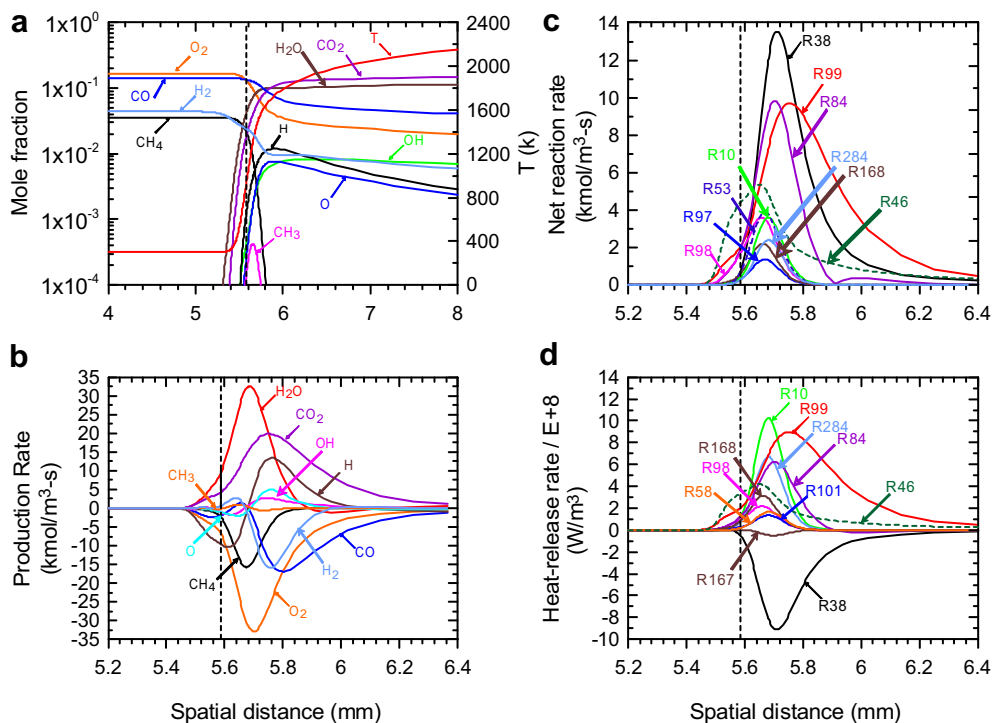 a
Mole fraction
1x10⁰
10⁻¹
10⁻²
10⁻³
1x10⁻⁴
4 5 6 7 8
2400
2000
1600
1200
800
400
0
T (k)
O₂
CO
H₂
CH₄
H₂O
CO₂
T
H
OH
O
CH₃
b
Production Rate
(kmol/m³-s)
35
30
25
20
15
10
5
0
-5
-10
-15
-20
-25
-30
-35
5.2 5.4 5.6 5.8 6 6.2 6.4
Spatial distance (mm)
H₂O
CO₂
OH
H
CH₃
O
CH₄
H₂
CO
O₂
c
Net reaction rate
(kmol/m³-s)
14
12
10
8
6
4
2
0
5.2 5.4 5.6 5.8 6 6.2 6.4
R38
R99
R84
R10
R284
R168
R53
R46
R97
R98
d
Heat-release rate / E+8
(W/m³)
14
12
10
8
6
4
2
0
-2
-4
-6
-8
-10
5.2 5.4 5.6 5.8 6 6.2 6.4
Spatial distance (mm)
R10
R99
R284
R84
R168
R98
R58
R101
R46
R167
R38